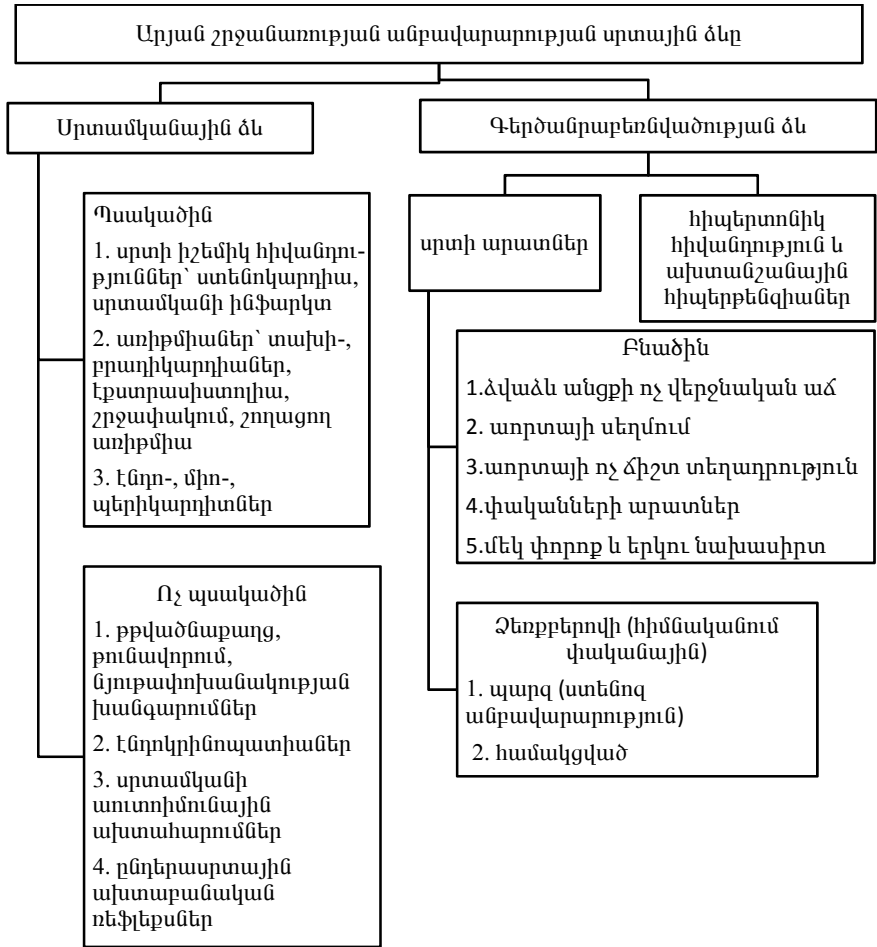 Արյան շրջանառության անբավարարության սրտային ձևը
Սրտամկանային ձև
Գերծանրաբեռնվածության ձև
Պսակածին
1. սրտի իշեմիկ հիվանդու-
թյուններ՝ ստենոկարդիա,
սրտամկանի ինֆարկտ
2. առիթմիաներ՝ տախի-,
բրադիկարդիաներ,
էքստրասիստոլիա,
շրջափակում, շողացող
առիթմիա
3. էնդո-, միո-,
պերիկարդիտներ
Ոչ պսակածին
1. թթվածնաքաղց,
թունավորում,
նյութափոխանակության
խանգարումներ
2. էնդոկրինոպատիաներ
3. սրտամկանի
աուտոիմունային
ախտահարումներ
4. ընդերասրտային
ախտաբանական
ռեֆլեքսներ
սրտի արատներ
հիպերտոնիկ
հիվանդություն և
ախտանշանային
հիպերթենզիաներ
Բնածին
1.ձվաձև անցքի ոչ վերջնական աճ
2. աորտայի սեղմում
3.աորտայի ոչ ճիշտ տեղադրություն
4.փականների արատներ
5.մեկ փորոք և երկու նախասիրտ
Ձեռքբերովի (հիմնականում
փականային)
1. պարզ (ստենոզ
անբավարարություն)
2. համակցված